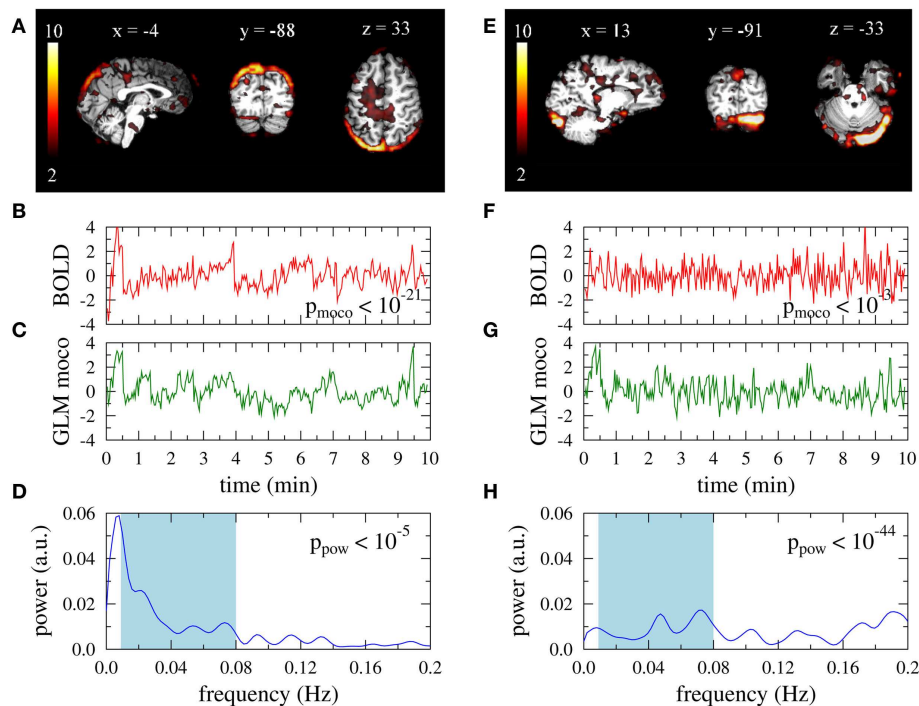 A
10
x = -4
y = -88
z = 33
2
B
4
2
0
-2
-4
BOLD
p_moco < 10^-21
C
4
2
0
-2
-4
GLM moco
0 1 2 3 4 5 6 7 8 9 10
time (min)
D
0.06
0.04
0.02
0.0
power (a.u.)
p_pow < 10^-5
0.0 0.04 0.08 0.12 0.16 0.2
frequency (Hz)
E
10
x = 13
y = -91
z = -33
2
F
4
2
0
-2
-4
BOLD
p_moco < 10^-3
G
4
2
0
-2
-4
GLM moco
0 1 2 3 4 5 6 7 8 9 10
time (min)
H
0.06
0.04
0.02
0.0
power (a.u.)
p_pow < 10^-44
0.0 0.04 0.08 0.12 0.16 0.2
frequency (Hz)